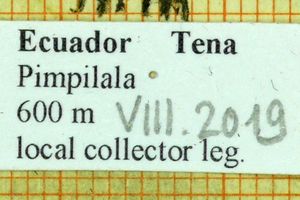 Ecuador Tena
Pimpilala
600 m VIII. 2019
local collector leg.